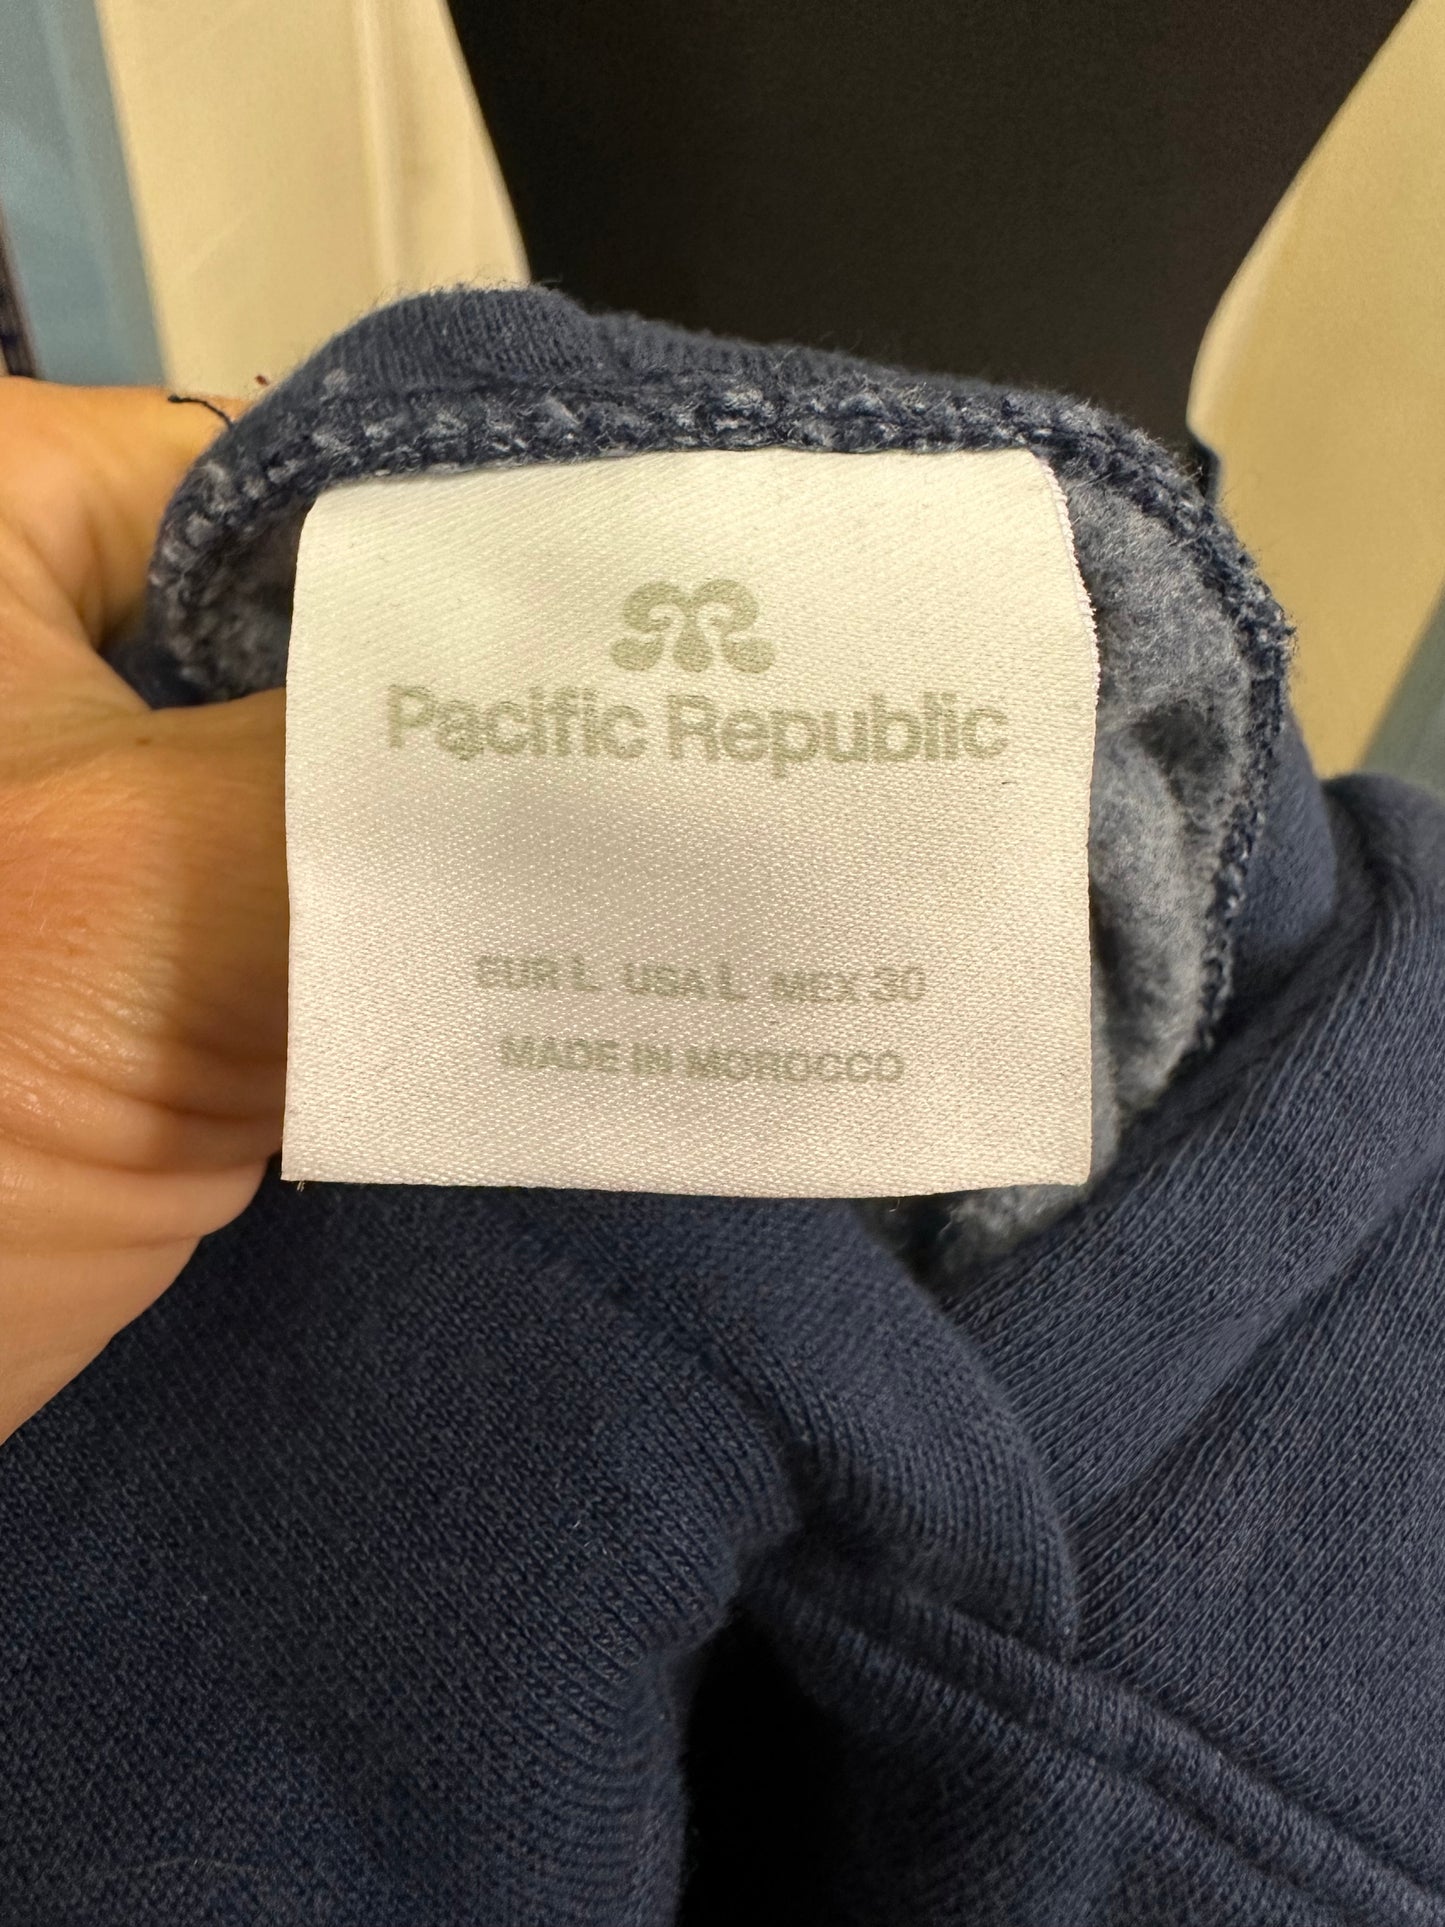 Pacific Republic
EUR L USA L MEX 30
MADE IN MOROCCO